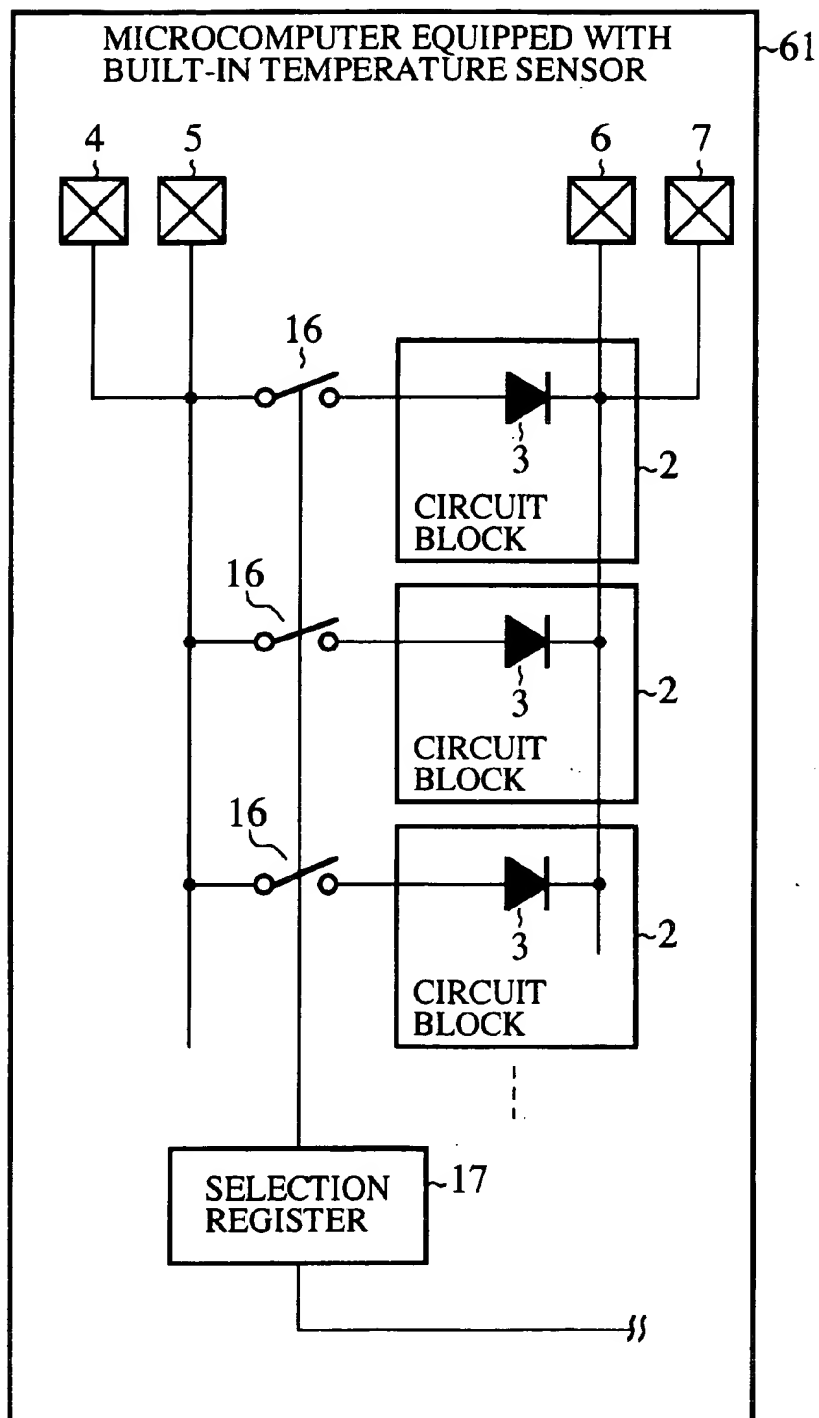 MICROCOMPUTER EQUIPPED WITH
BUILT-IN TEMPERATURE SENSOR
61
4
5
6
7
16
3
2
CIRCUIT
BLOCK
16
3
2
CIRCUIT
BLOCK
16
3
2
CIRCUIT
BLOCK
SELECTION
REGISTER
17